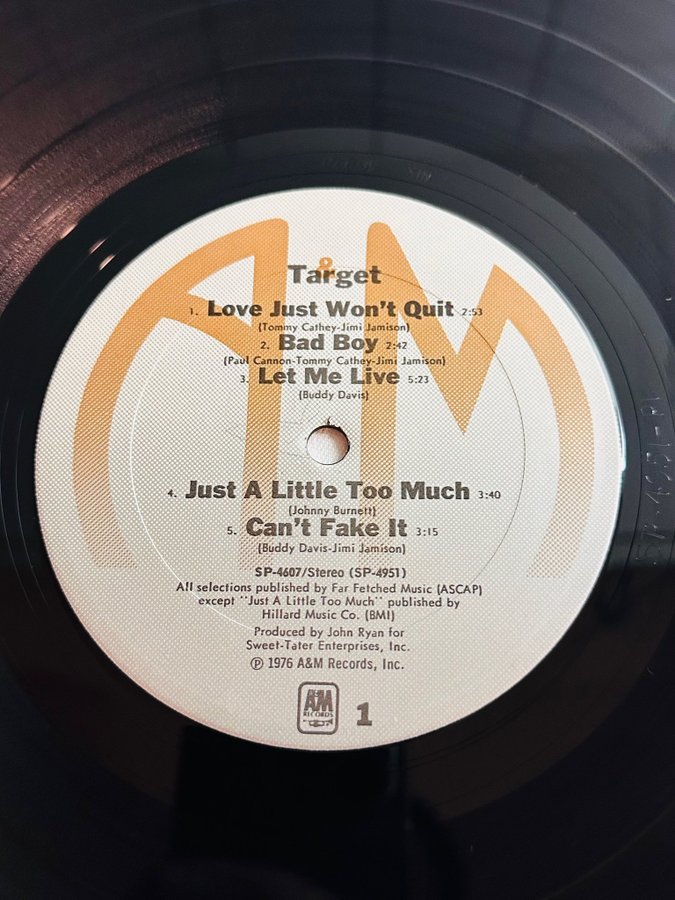 A&M
Target
1. Love Just Won't Quit 2:53
(Tommy Cathey-Jimi Jamison)
2. Bad Boy 2:42
(Paul Cannon-Tommy Cathey-Jimi Jamison)
3. Let Me Live 5:23
(Buddy Davis)
4. Just A Little Too Much 3:40
(Johnny Burnett)
5. Can't Fake It 3:15
(Buddy Davis-Jimi Jamison)
SP-4607/Stereo (SP-4951)
All selections published by Far Fetched Music (ASCAP)
except "Just A Little Too Much" published by
Hillard Music Co. (BMI)
Produced by John Ryan for
Sweet-Tater Enterprises, Inc.
℗ 1976 A&M Records, Inc.
A&M
RECORDS
1